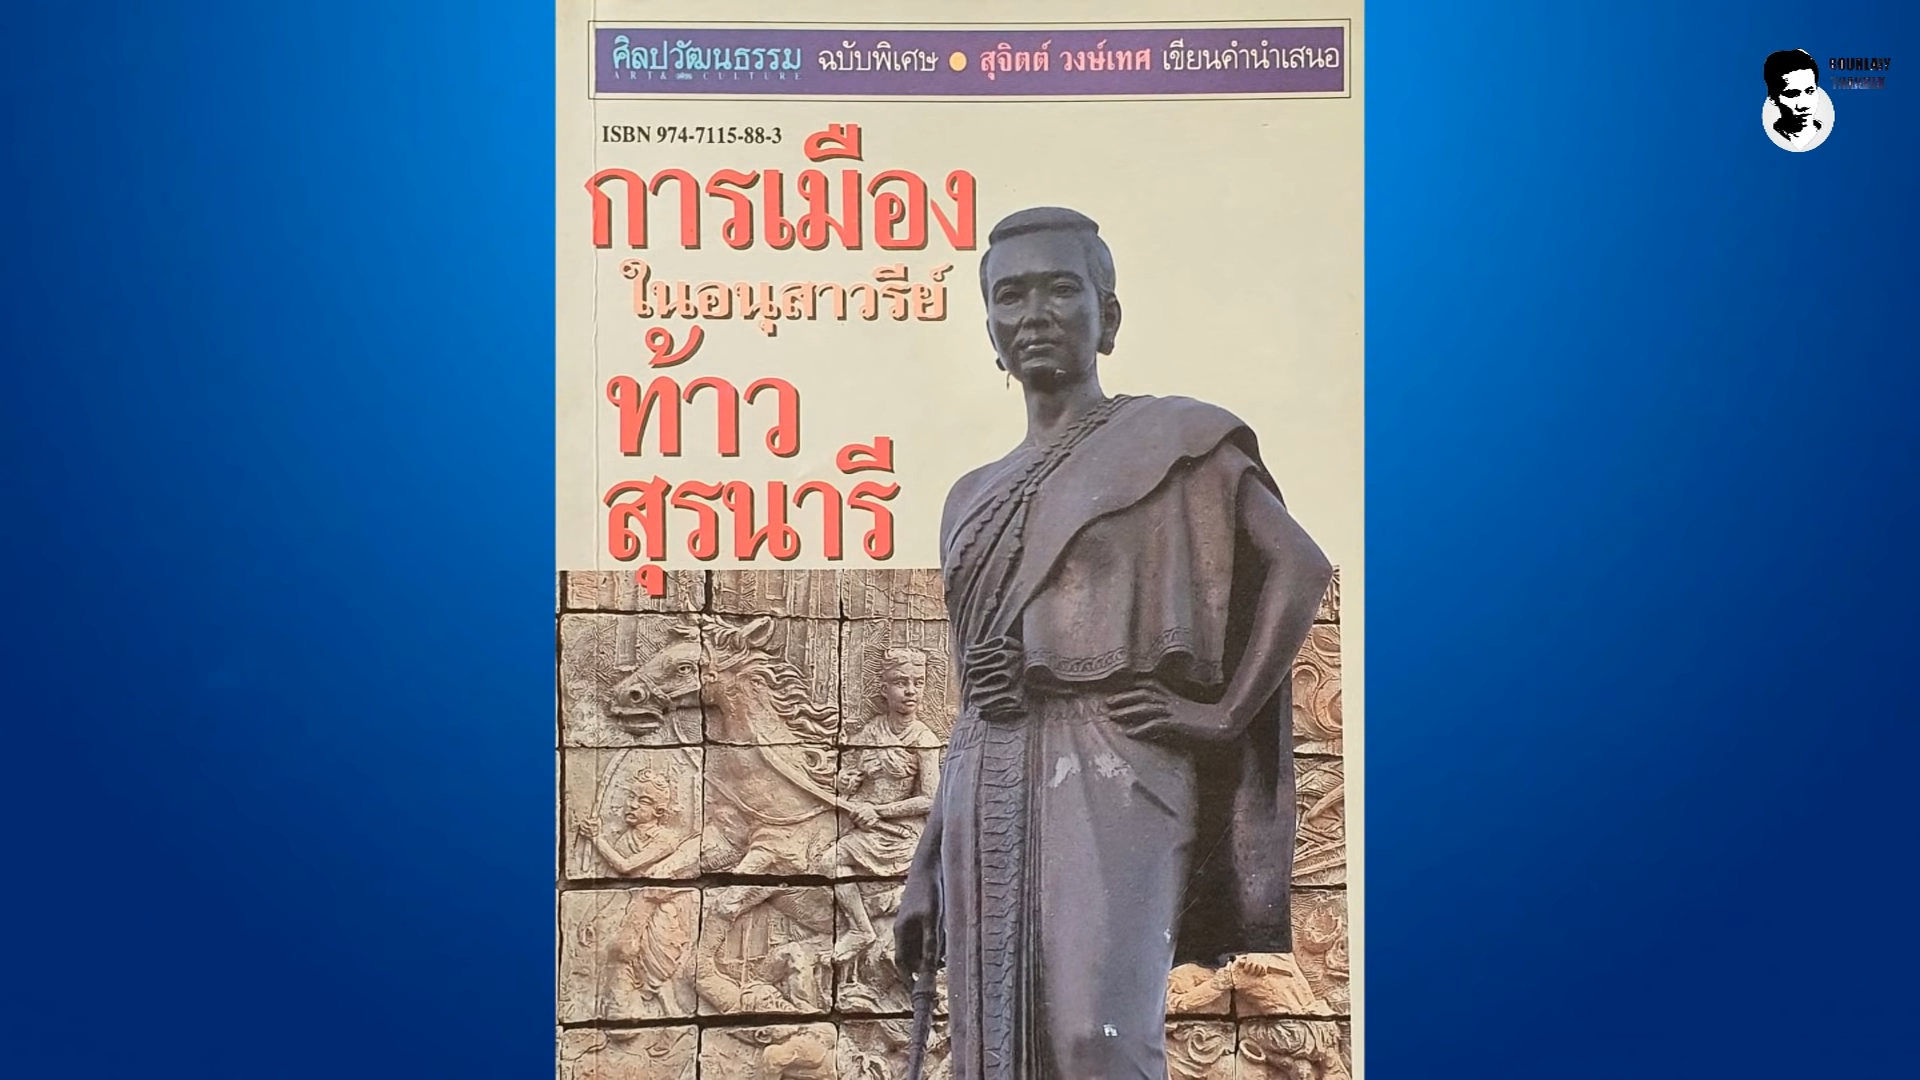 ศิลปวัฒนธรรม ฉบับพิเศษ ● สุจิตต์ วงษ์เทศ เขียนคำนำเสนอ
ART & CULTURE
ISBN 974-7115-88-3
การเมือง
ในอนุสาวรีย์
ท้าว
สุรนารี
BOUNLAIY